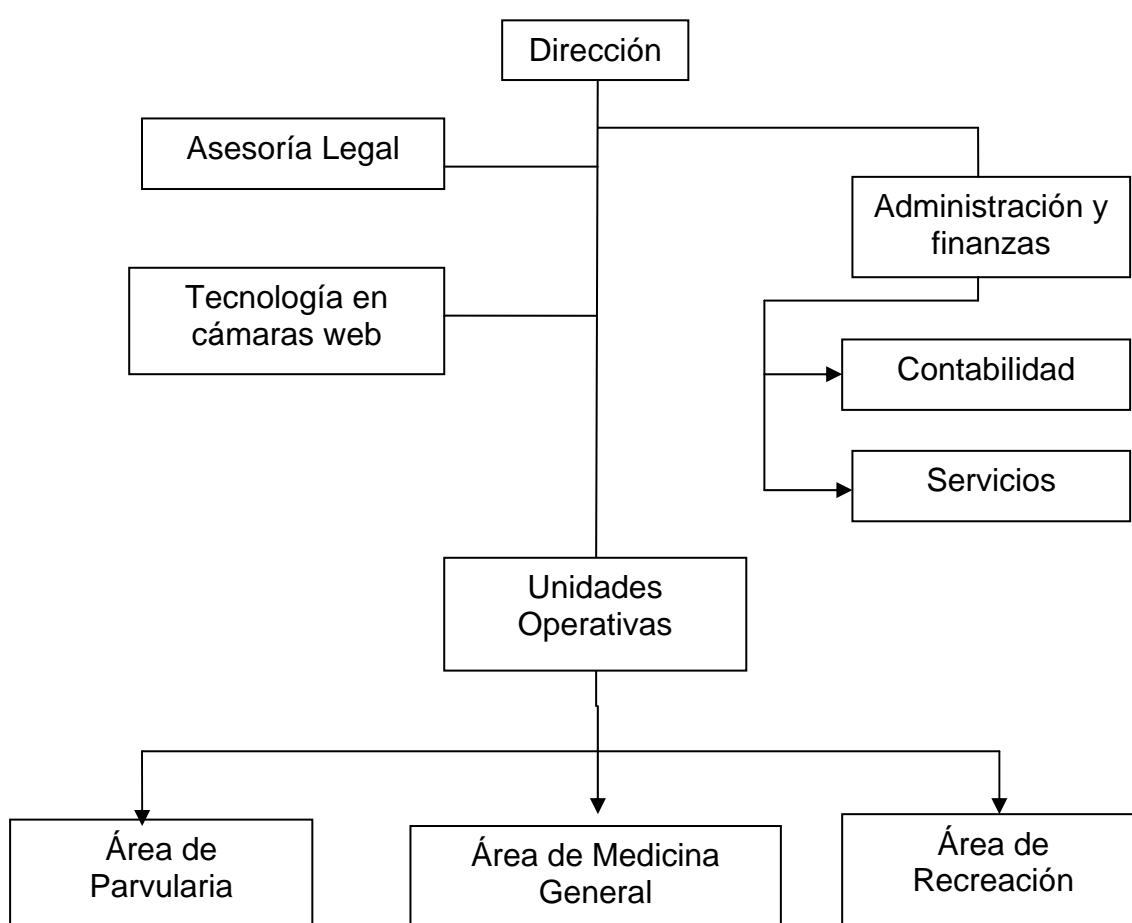 Dirección
Asesoría Legal
Administración y
finanzas
Tecnología en
cámaras web
Contabilidad
Servicios
Unidades
Operativas
Área de
Parvularia
Área de Medicina
General
Área de
Recreación